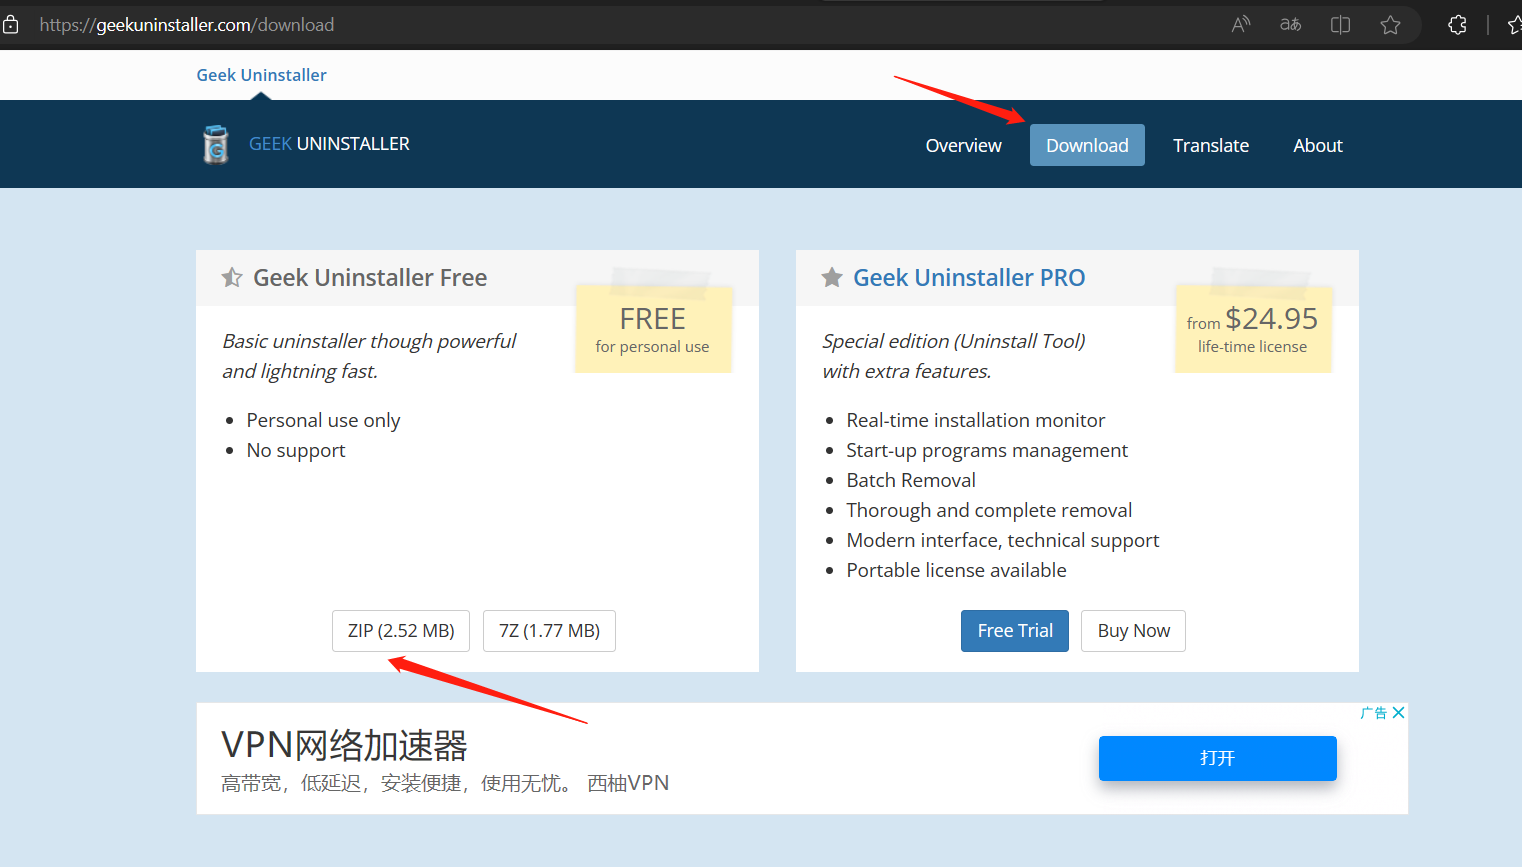 https://geekuninstaller.com/download
Geek Uninstaller
GEEK UNINSTALLER
Overview
Download
Translate
About
Geek Uninstaller Free
FREE
for personal use
Basic uninstaller though powerful
and lightning fast.
Personal use only
No support
ZIP (2.52 MB)
7Z (1.77 MB)
Geek Uninstaller PRO
from $24.95
life-time license
Special edition (Uninstall Tool)
with extra features.
Real-time installation monitor
Start-up programs management
Batch Removal
Thorough and complete removal
Modern interface, technical support
Portable license available
Free Trial
Buy Now
广告
VPN网络加速器
高带宽，低延迟，安装便捷，使用无忧。 西柚VPN
打开